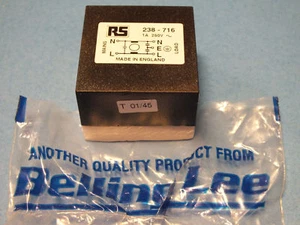 RS 238-716
1A 250V ~
MAINS N N LOAD
E
L L
MADE IN ENGLAND
T 01/45
ANOTHER QUALITY PRODUCT FROM
Belling Lee